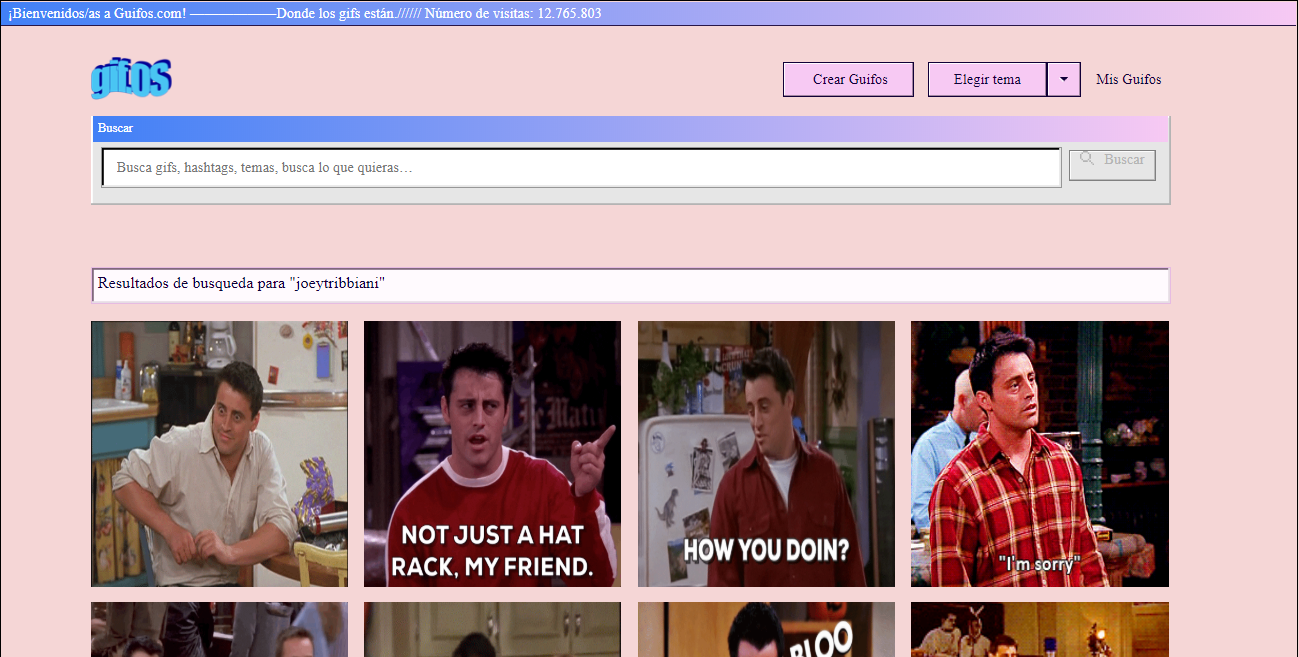 ¡Bienvenidos/as a Guifos.com! ————————Donde los gifs están.////// Número de visitas: 12.765.803
gifos
Crear Guifos
Elegir tema
Mis Guifos
Buscar
Busca gifs, hashtags, temas, busca lo que quieras…
Buscar
Resultados de busqueda para "joeytribbiani"
NOT JUST A HAT
RACK, MY FRIEND.
HOW YOU DOIN?
"I'm sorry"
BLOO